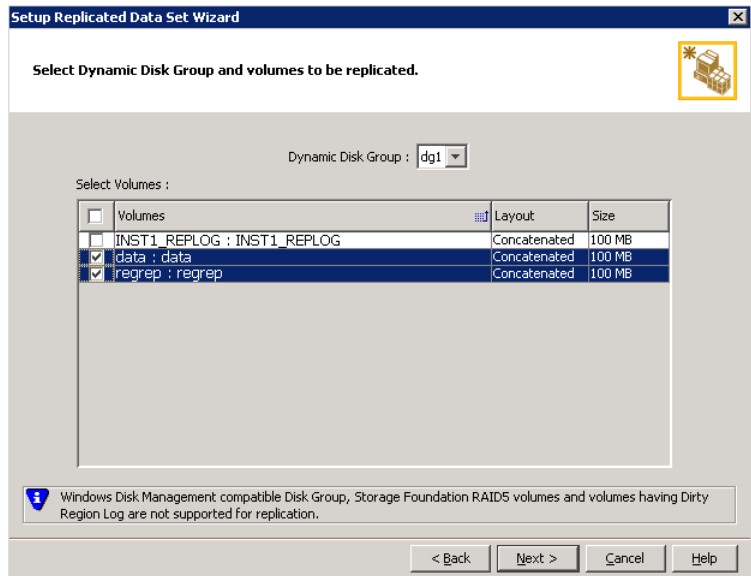 Setup Replicated Data Set Wizard
Select Dynamic Disk Group and volumes to be replicated.
Dynamic Disk Group : dg1
Select Volumes :
Volumes Layout Size
INST1_REPLOG : INST1_REPLOG Concatenated 100 MB
data : data Concatenated 100 MB
regrep : regrep Concatenated 100 MB
Windows Disk Management compatible Disk Group, Storage Foundation RAID5 volumes and volumes having Dirty
Region Log are not supported for replication.
< Back Next > Cancel Help